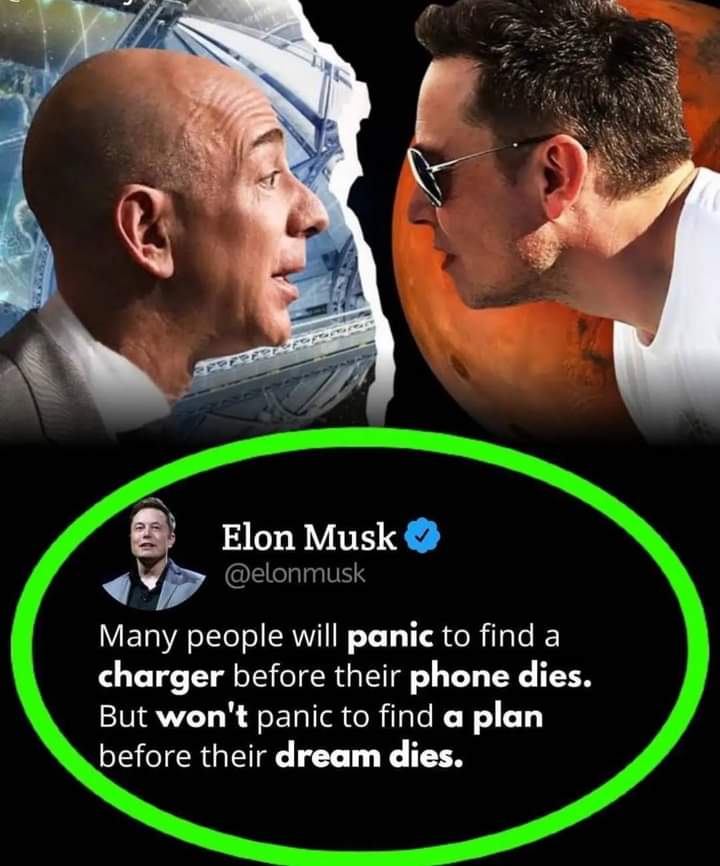 Elon Musk
@elonmusk
Many people will panic to find a
charger before their phone dies.
But won't panic to find a plan
before their dream dies.